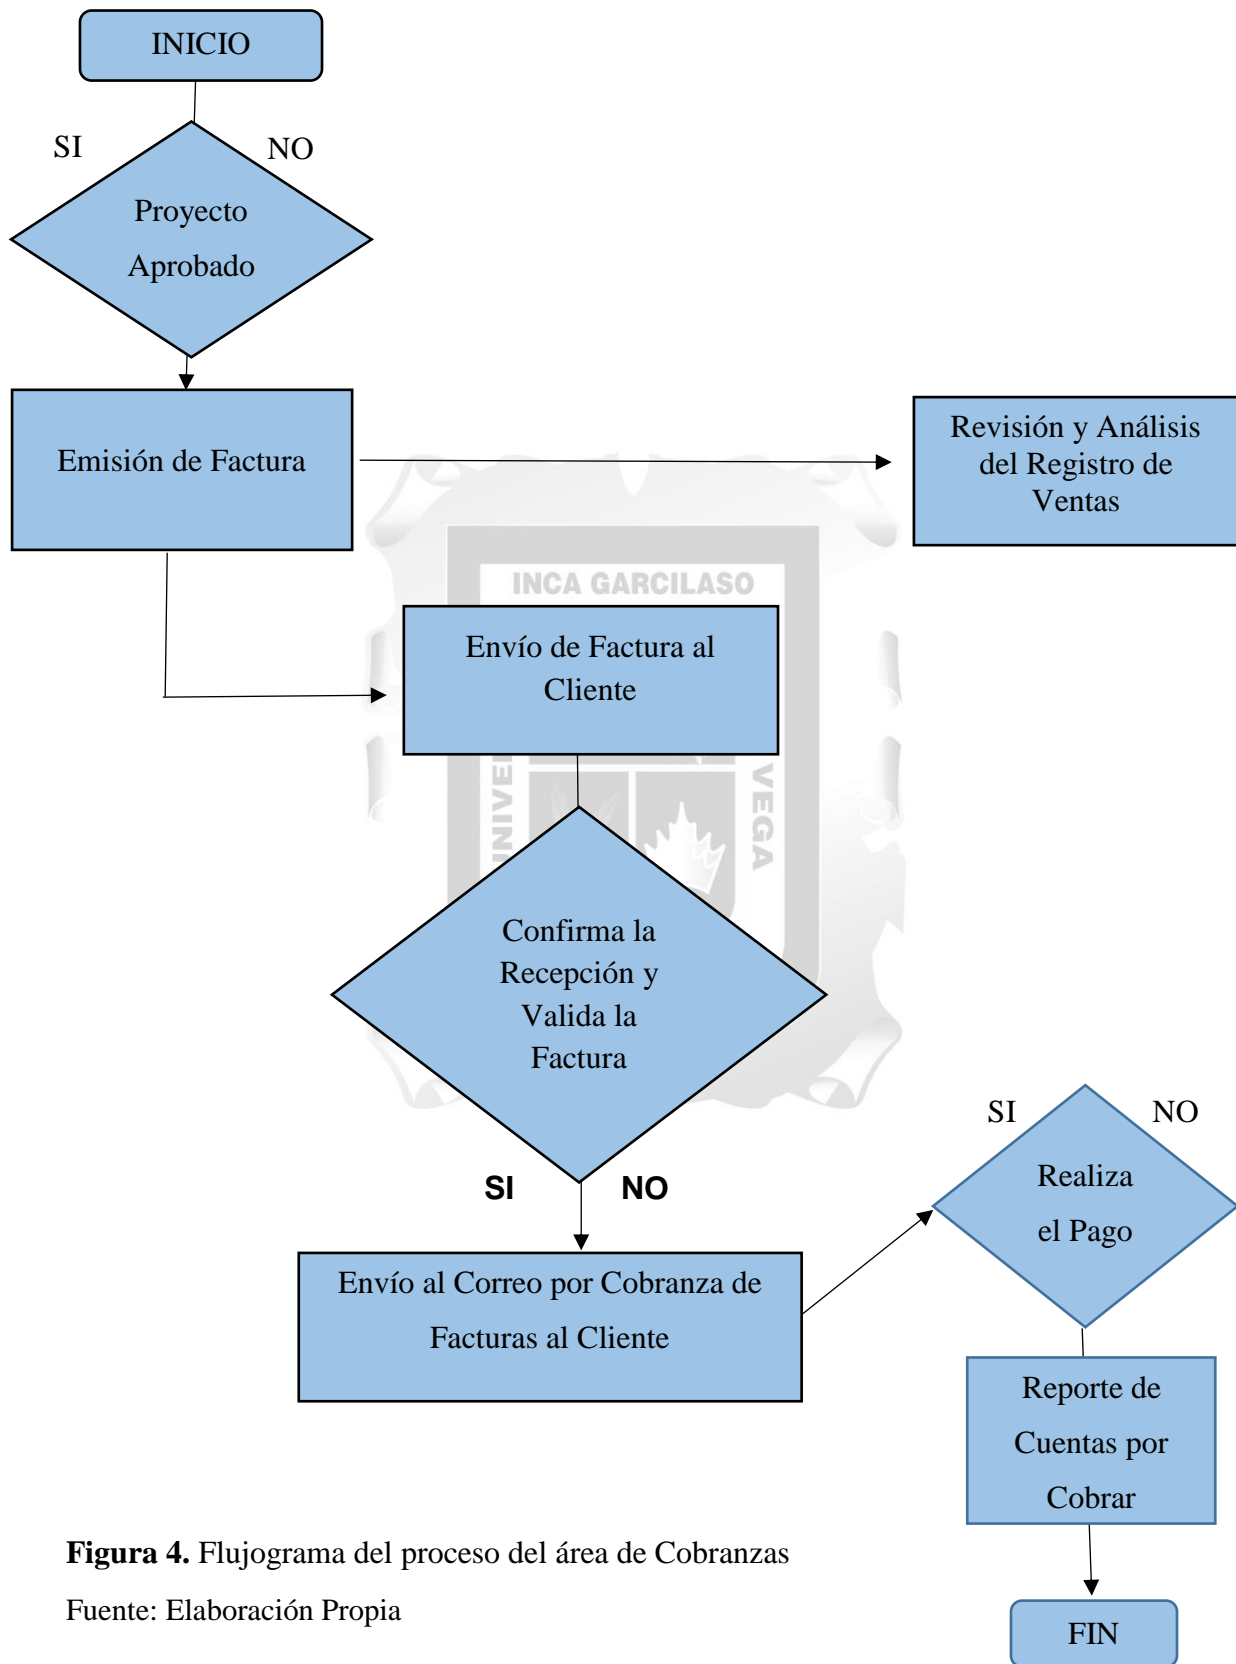 INICIO
SI
NO
Proyecto
Aprobado
Emisión de Factura
Revisión y Análisis
del Registro de
Ventas
INCA GARCILASO
Envío de Factura al
Cliente
VEGA
Confirma la
Recepción y
Valida la
Factura
SI
NO
Envío al Correo por Cobranza de
Facturas al Cliente
SI
NO
Realiza
el Pago
Reporte de
Cuentas por
Cobrar
FIN
Figura 4. Flujograma del proceso del área de Cobranzas
Fuente: Elaboración Propia